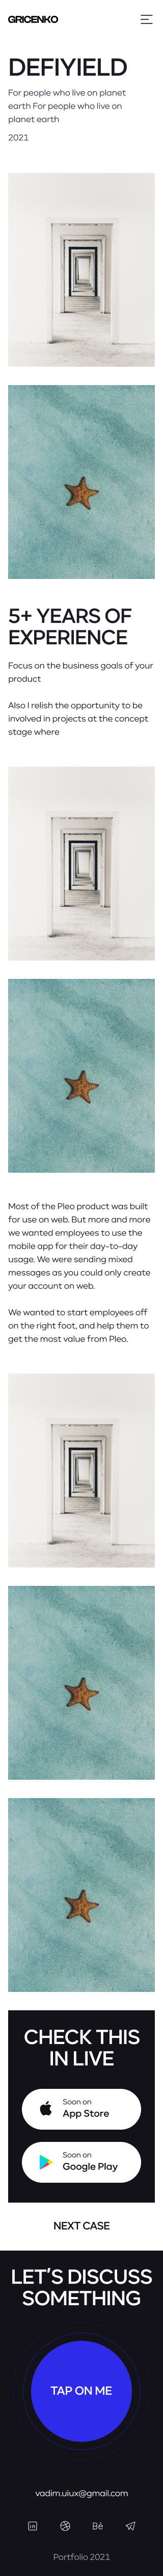 GRICENKO
DEFIYIELD
For people who live on planet
earth For people who live on
planet earth
2021
5+ YEARS OF
EXPERIENCE
Focus on the business goals of your
product
Also I relish the opportunity to be
involved in projects at the concept
stage where
Most of the Pleo product was built
for use on web. But more and more
we wanted employees to use the
mobile app for their day-to-day
usage. We were sending mixed
messages as you could only create
your account on web.
We wanted to start employees off
on the right foot, and help them to
get the most value from Pleo.
CHECK THIS
IN LIVE
Soon on
App Store
Soon on
Google Play
NEXT CASE
LET'S DISCUSS
SOMETHING
TAP ON ME
vadim.uiux@gmail.com
in
Bē
Portfolio 2021